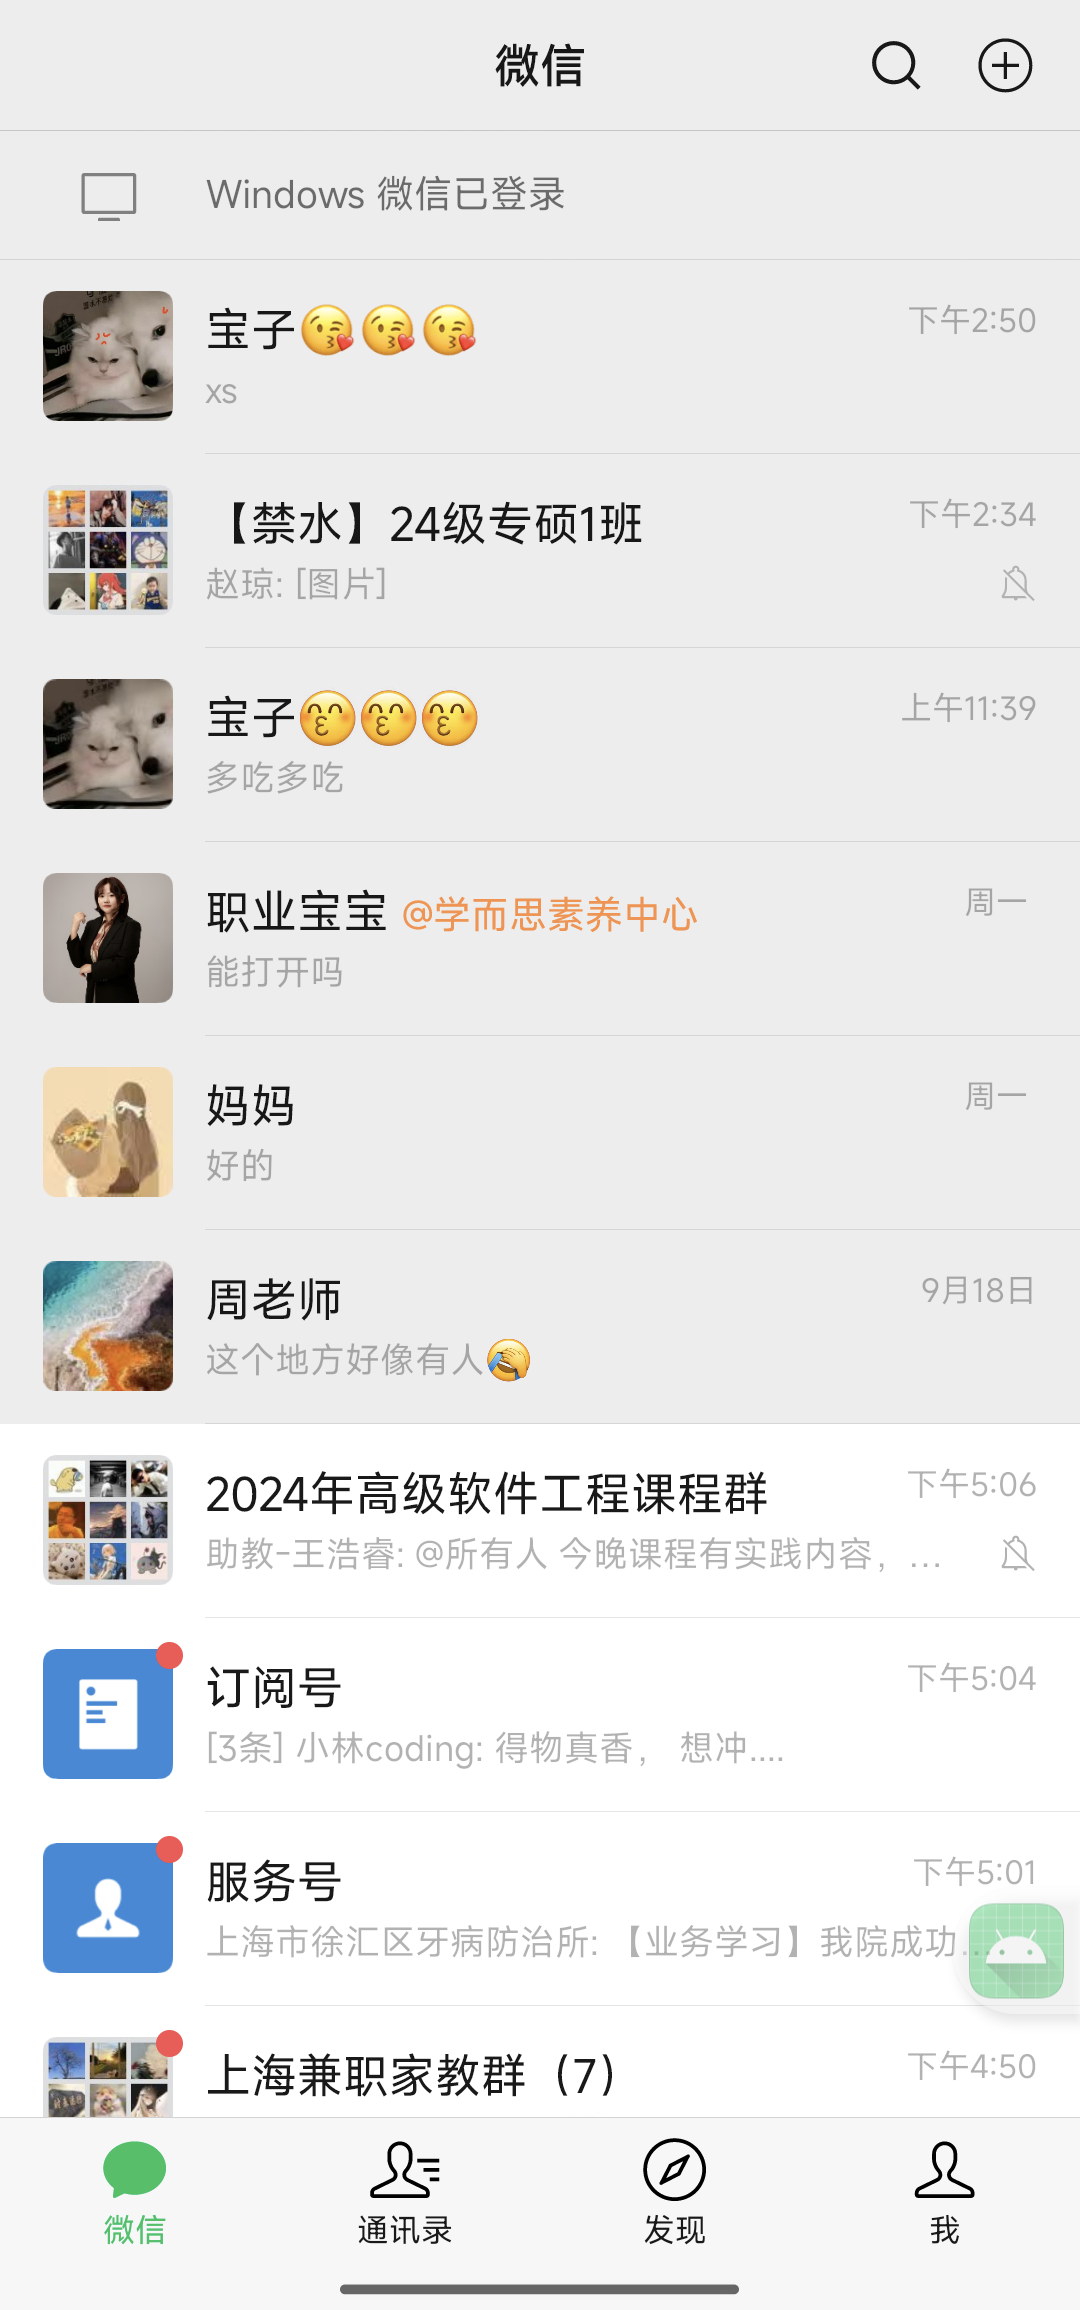 微信
Windows 微信已登录
宝子😘😘😘 下午2:50
xs
【禁水】24级专硕1班 下午2:34
赵琼: [图片]
宝子😙😙😙 上午11:39
多吃多吃
职业宝宝 @学而思素养中心 周一
能打开吗
妈妈 周一
好的
周老师 9月18日
这个地方好像有人
2024年高级软件工程课程群 下午5:06
助教-王浩睿: @所有人 今晚课程有实践内容，...
订阅号 下午5:04
[3条] 小林coding: 得物真香， 想冲....
服务号 下午5:01
上海市徐汇区牙病防治所: 【业务学习】我院成功...
上海兼职家教群（7） 下午4:50
微信 通讯录 发现 我